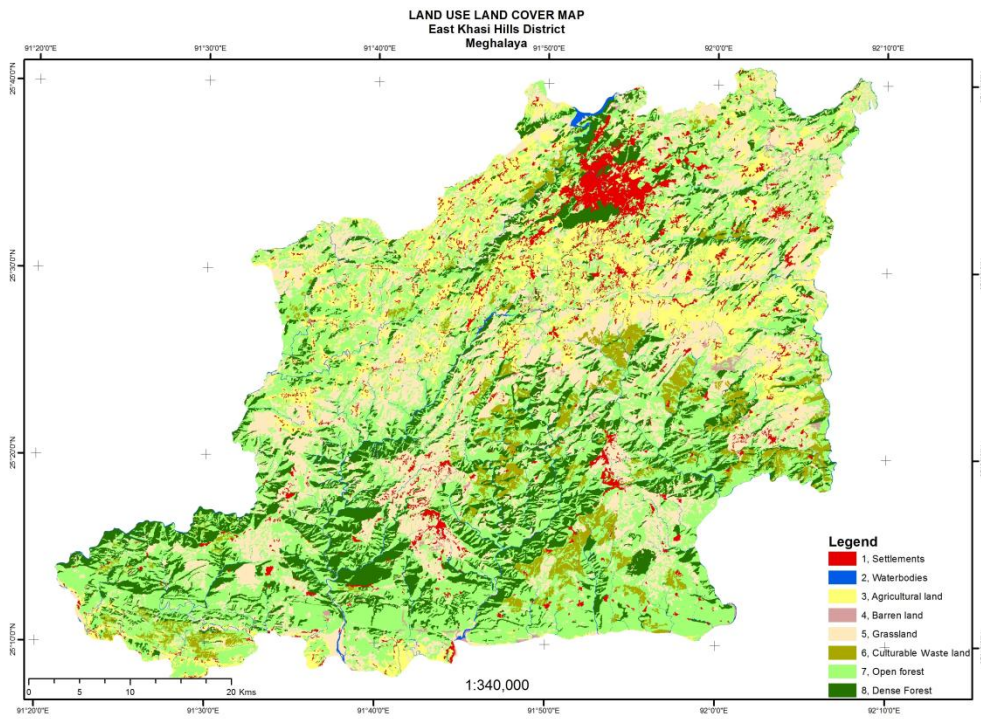 LAND USE LAND COVER MAP
East Khasi Hills District
Meghalaya
91°20'0"E 91°30'0"E 91°40'0"E 91°50'0"E 92°0'0"E 92°10'0"E
25°40'0"N
25°30'0"N
25°20'0"N
25°10'0"N
Legend
1, Settlements
2, Waterbodies
3, Agricultural land
4, Barren land
5, Grassland
6, Culturable Waste land
7, Open forest
8, Dense Forest
0 5 10 20 Kms
1:340,000
91°20'0"E 91°30'0"E 91°40'0"E 91°50'0"E 92°0'0"E 92°10'0"E